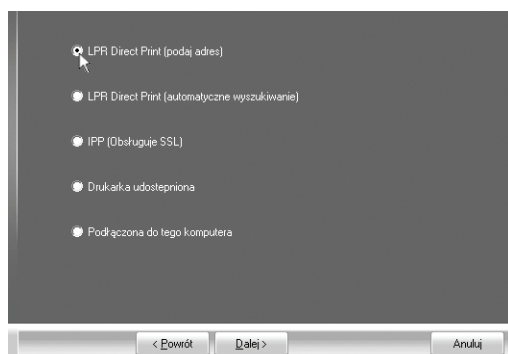 LPR Direct Print (podaj adres)
LPR Direct Print (automatyczne wyszukiwanie)
IPP (Obsługuje SSL)
Drukarka udostepniona
Podłączona do tego komputera
< Powrót Dalej > Anuluj